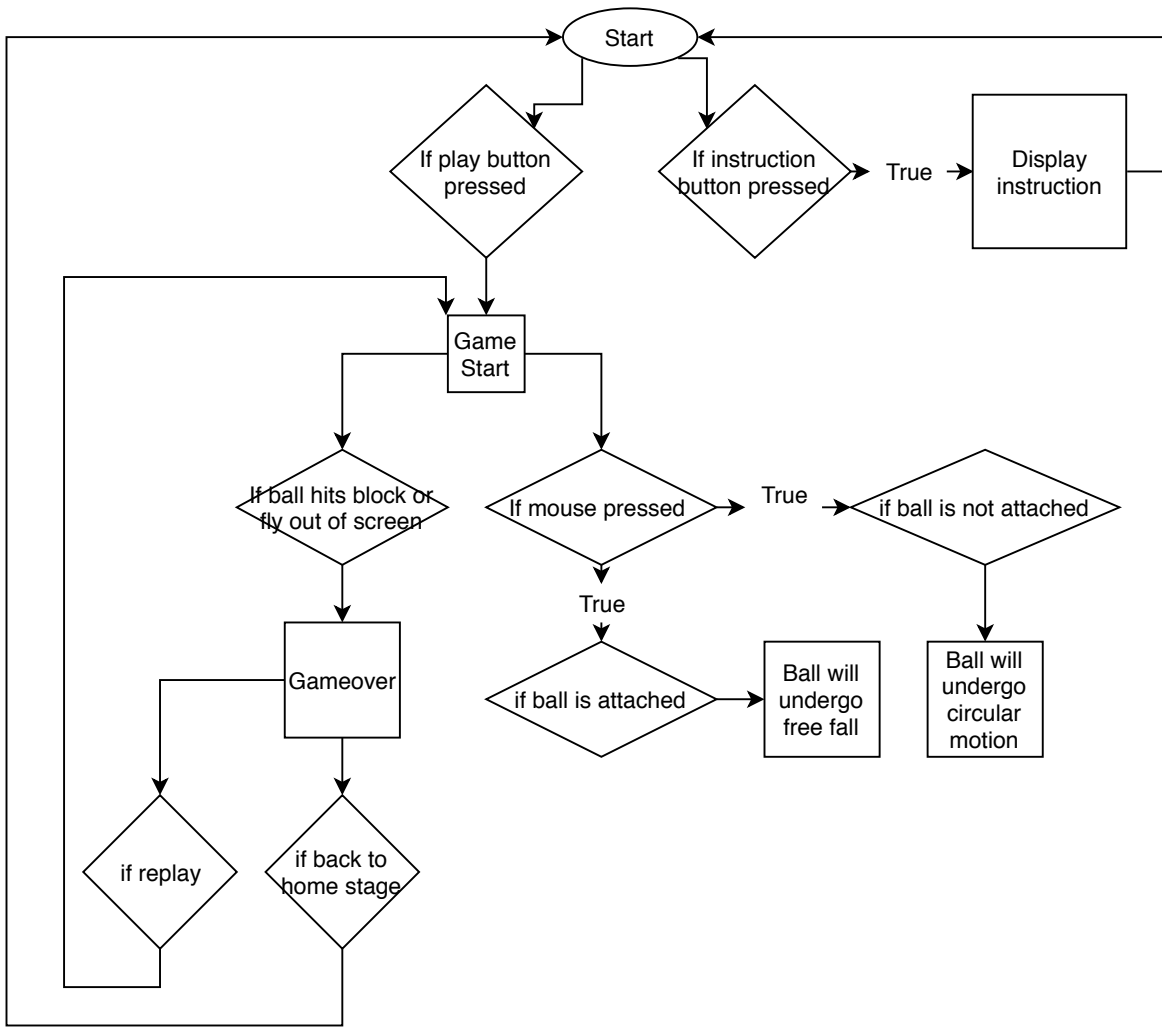 Start
If play button
pressed
If instruction
button pressed
True
Display
instruction
Game
Start
If ball hits block or
fly out of screen
If mouse pressed
True
if ball is not attached
True
Gameover
if ball is attached
Ball will
undergo
free fall
Ball will
undergo
circular
motion
if replay
if back to
home stage